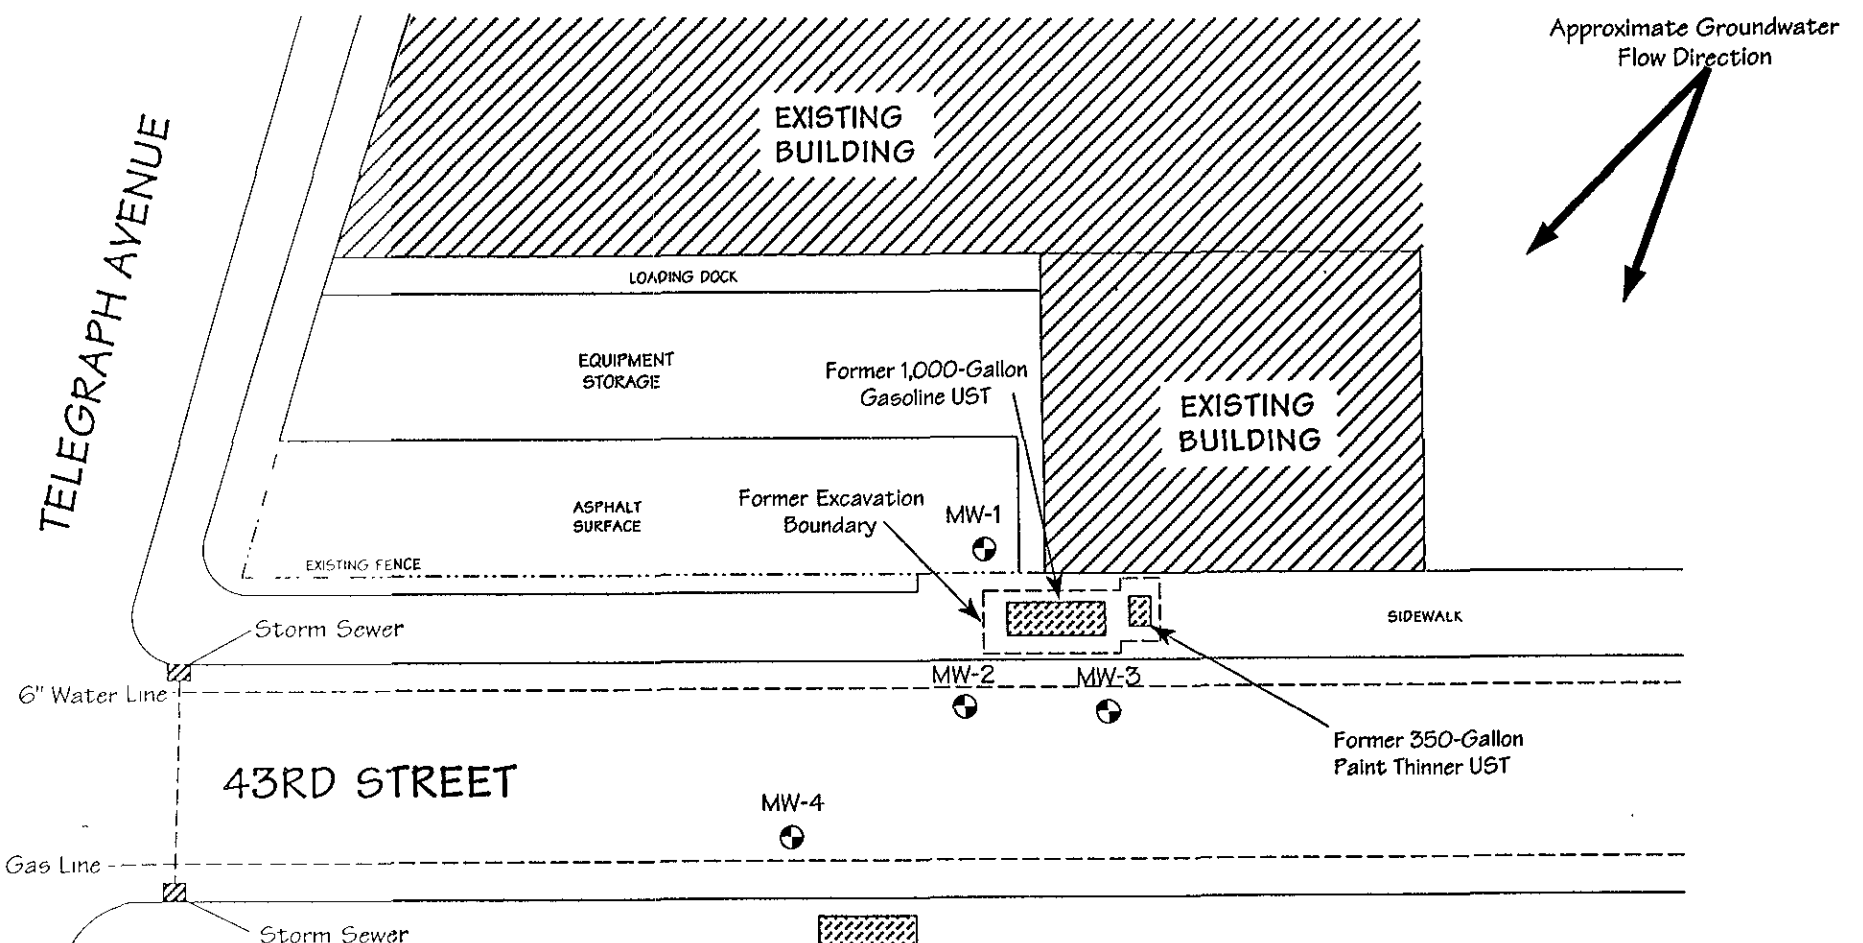 Approximate Groundwater
Flow Direction
EXISTING
BUILDING
TELEGRAPH AVENUE
LOADING DOCK
EQUIPMENT
STORAGE
Former 1,000-Gallon
Gasoline UST
EXISTING
BUILDING
Former Excavation
Boundary
MW-1
ASPHALT
SURFACE
EXISTING FENCE
SIDEWALK
Storm Sewer
6" Water Line
MW-2
MW-3
Former 350-Gallon
Paint Thinner UST
43RD STREET
MW-4
Gas Line
Storm Sewer